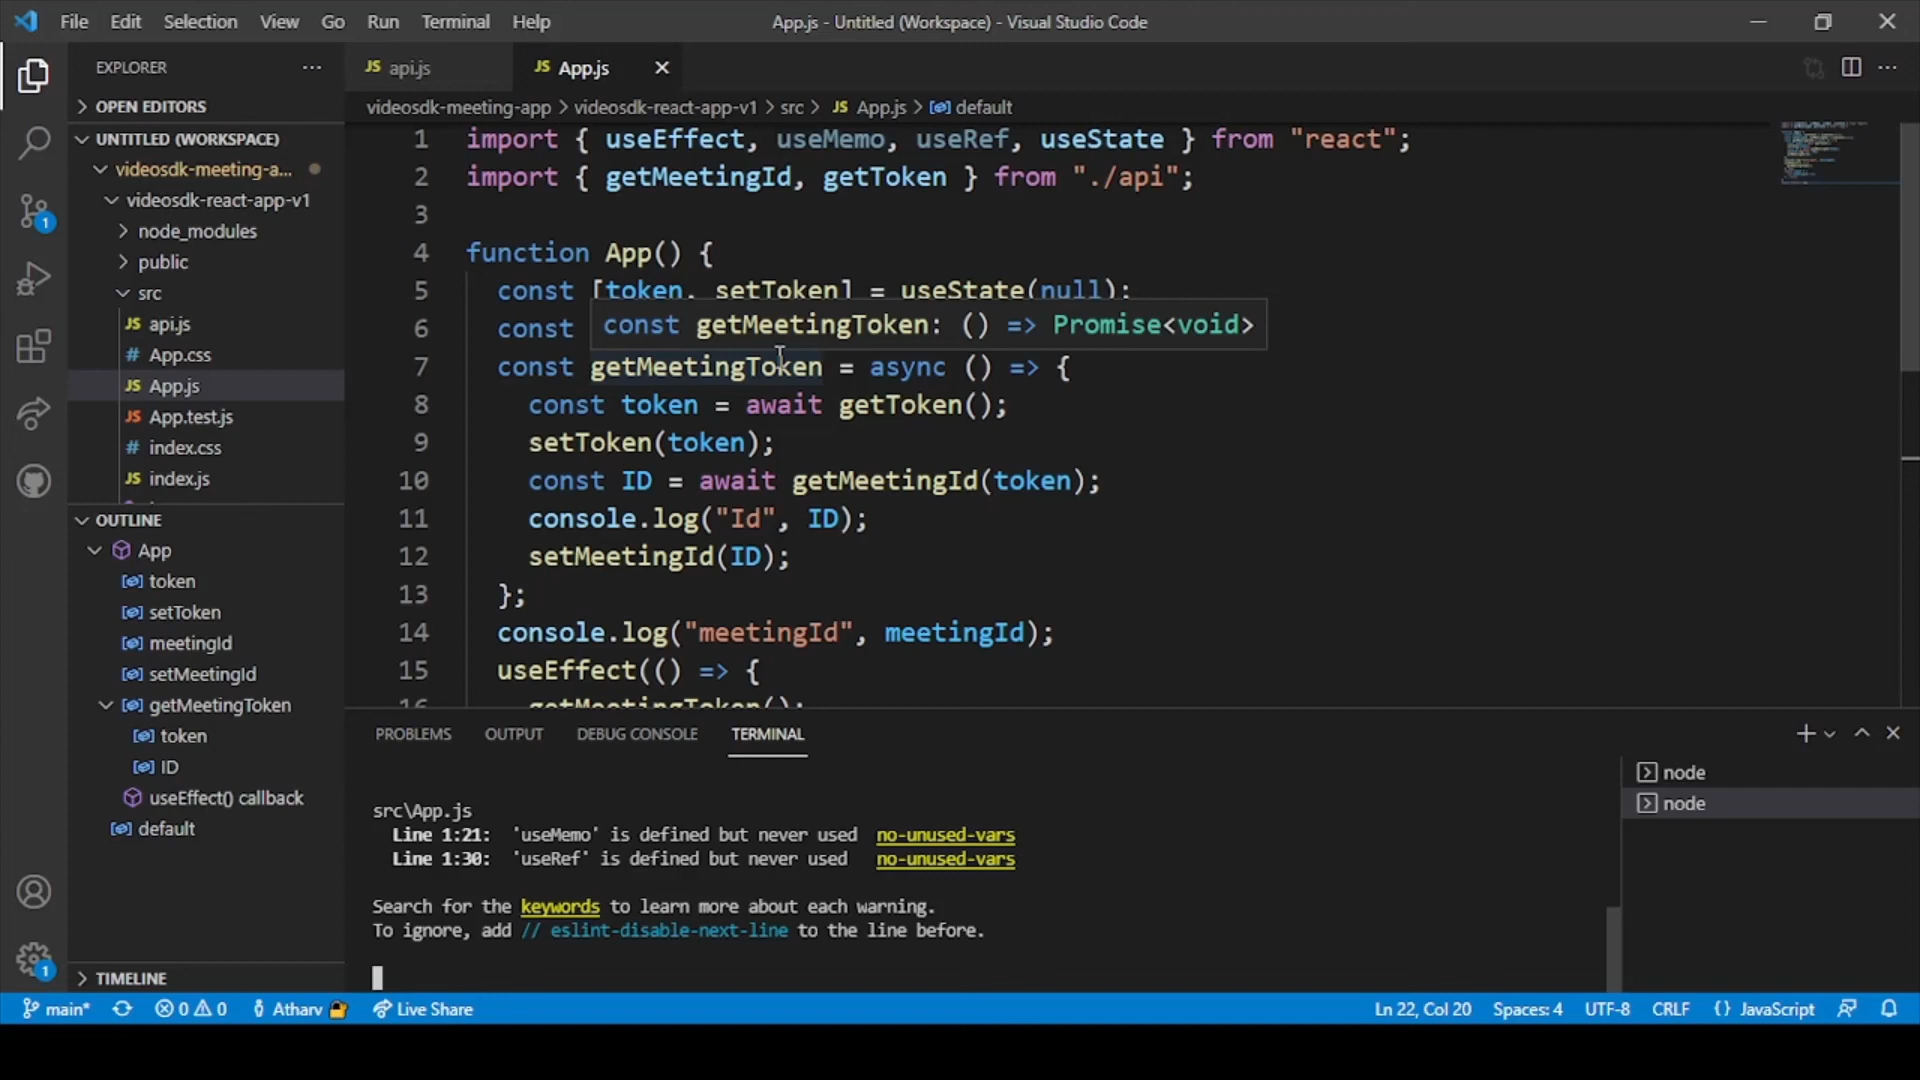 File Edit Selection View Go Run Terminal Help
App.js - Untitled (Workspace) - Visual Studio Code
EXPLORER
JS api.js
JS App.js
OPEN EDITORS
UNTITLED (WORKSPACE)
videosdk-meeting-a...
videosdk-react-app-v1
node_modules
public
src
JS api.js
# App.css
JS App.js
JS App.test.js
# index.css
JS index.js
OUTLINE
App
token
setToken
meetingId
setMeetingId
getMeetingToken
token
ID
useEffect() callback
default
TIMELINE
videosdk-meeting-app > videosdk-react-app-v1 > src > JS App.js > default
1 import { useEffect, useMemo, useRef, useState } from "react";
2 import { getMeetingId, getToken } from "./api";
3
4 function App() {
5 const [token, setToken] = useState(null);
6 const
const getMeetingToken: () => Promise<void>
7 const getMeetingToken = async () => {
8 const token = await getToken();
9 setToken(token);
10 const ID = await getMeetingId(token);
11 console.log("Id", ID);
12 setMeetingId(ID);
13 };
14 console.log("meetingId", meetingId);
15 useEffect(() => {
16 getMeetingToken();
PROBLEMS OUTPUT DEBUG CONSOLE TERMINAL
src\App.js
Line 1:21: 'useMemo' is defined but never used no-unused-vars
Line 1:30: 'useRef' is defined but never used no-unused-vars
Search for the keywords to learn more about each warning.
To ignore, add // eslint-disable-next-line to the line before.
node
node
1
1
main* 0 0 Atharv Live Share
Ln 22, Col 20 Spaces: 4 UTF-8 CRLF {} JavaScript